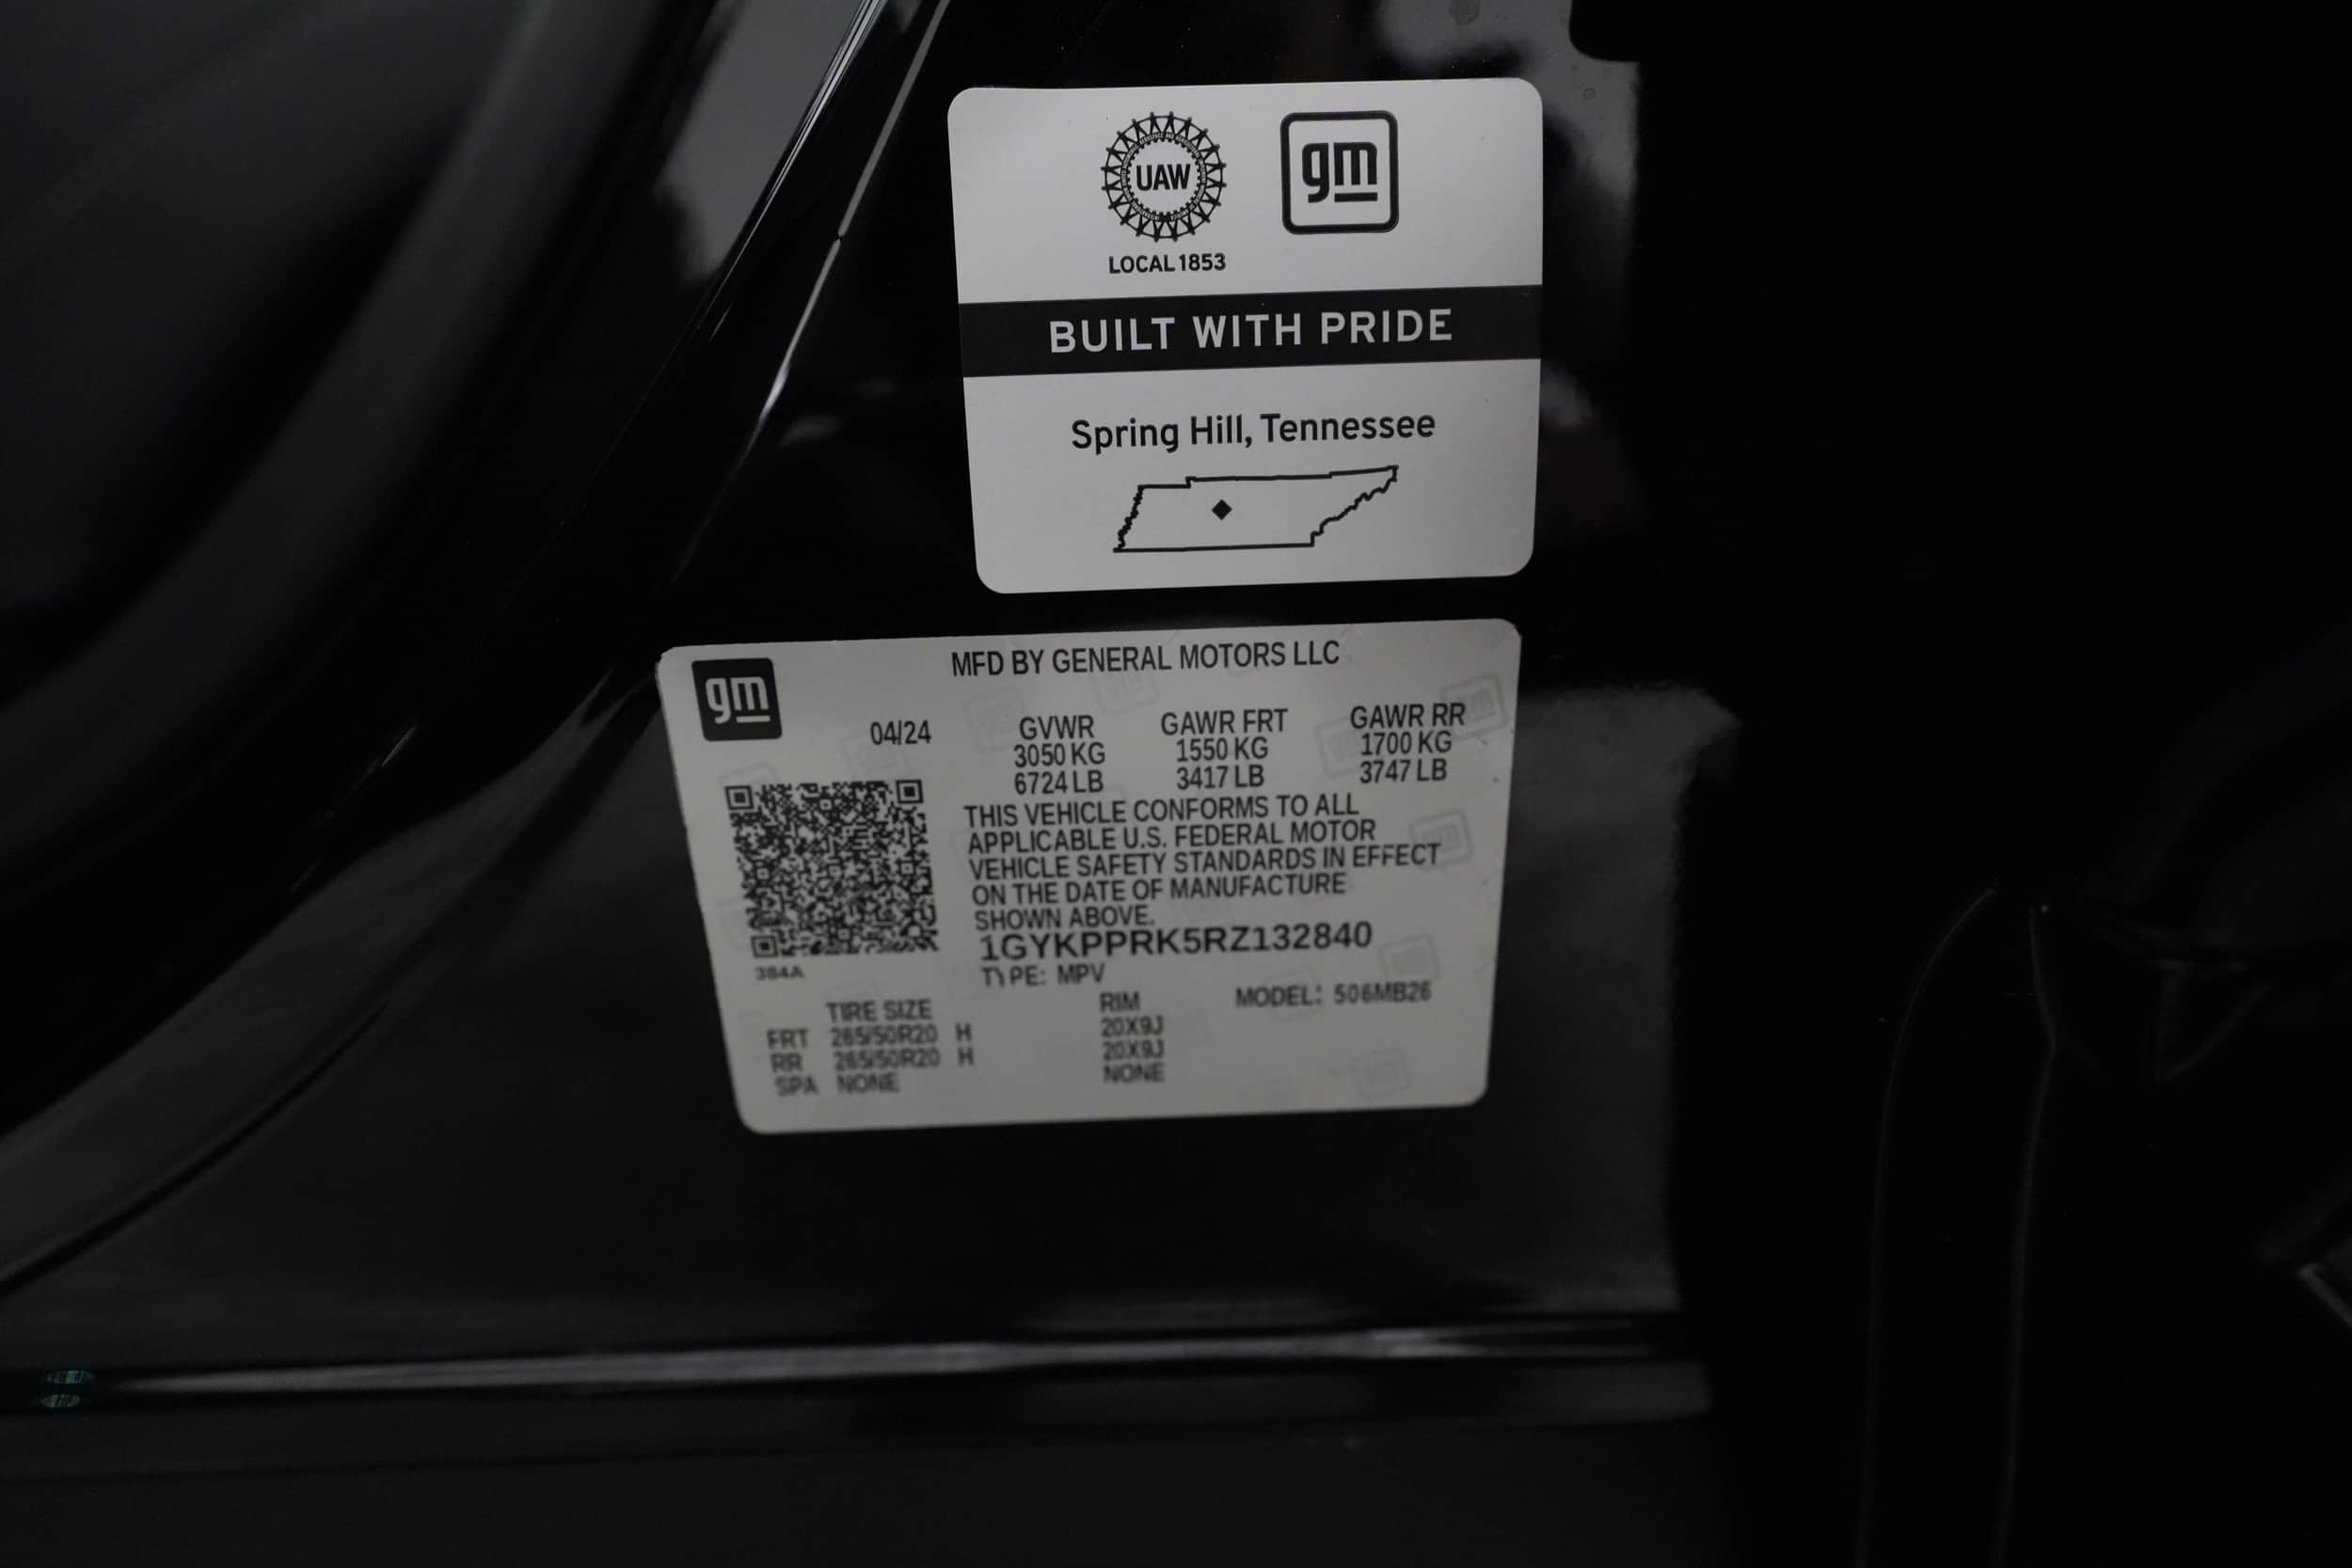 UAW
gm
LOCAL 1853
BUILT WITH PRIDE
Spring Hill, Tennessee
gm
MFD BY GENERAL MOTORS LLC
04/24
GVWR
3050 KG
6724 LB
GAWR FRT
1550 KG
3417 LB
GAWR RR
1700 KG
3747 LB
THIS VEHICLE CONFORMS TO ALL
APPLICABLE U.S. FEDERAL MOTOR
VEHICLE SAFETY STANDARDS IN EFFECT
ON THE DATE OF MANUFACTURE
SHOWN ABOVE.
1GYKPPRK5RZ132840
384A
TYPE: MPV
MODEL: 506MB26
TIRE SIZE RIM
FRT 265/50R20 H 20X9J
RR 265/50R20 H 20X9J
SPA NONE NONE